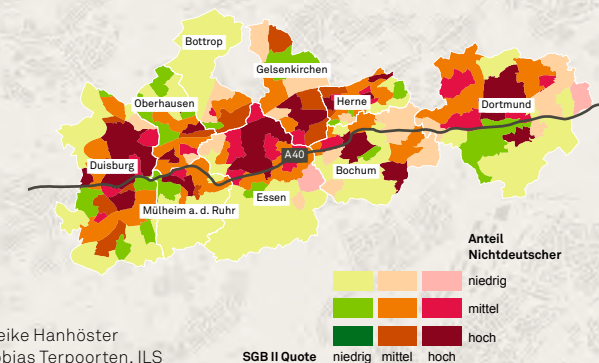 Bottrop
Gelsenkirchen
Oberhausen
Herne
Dortmund
A40
Duisburg
Bochum
Essen
Mülheim a. d. Ruhr
Anteil
Nichtdeutscher
niedrig
mittel
hoch
SGB II Quote niedrig mittel hoch
eike Hanhöster
obias Terpoorten, ILS